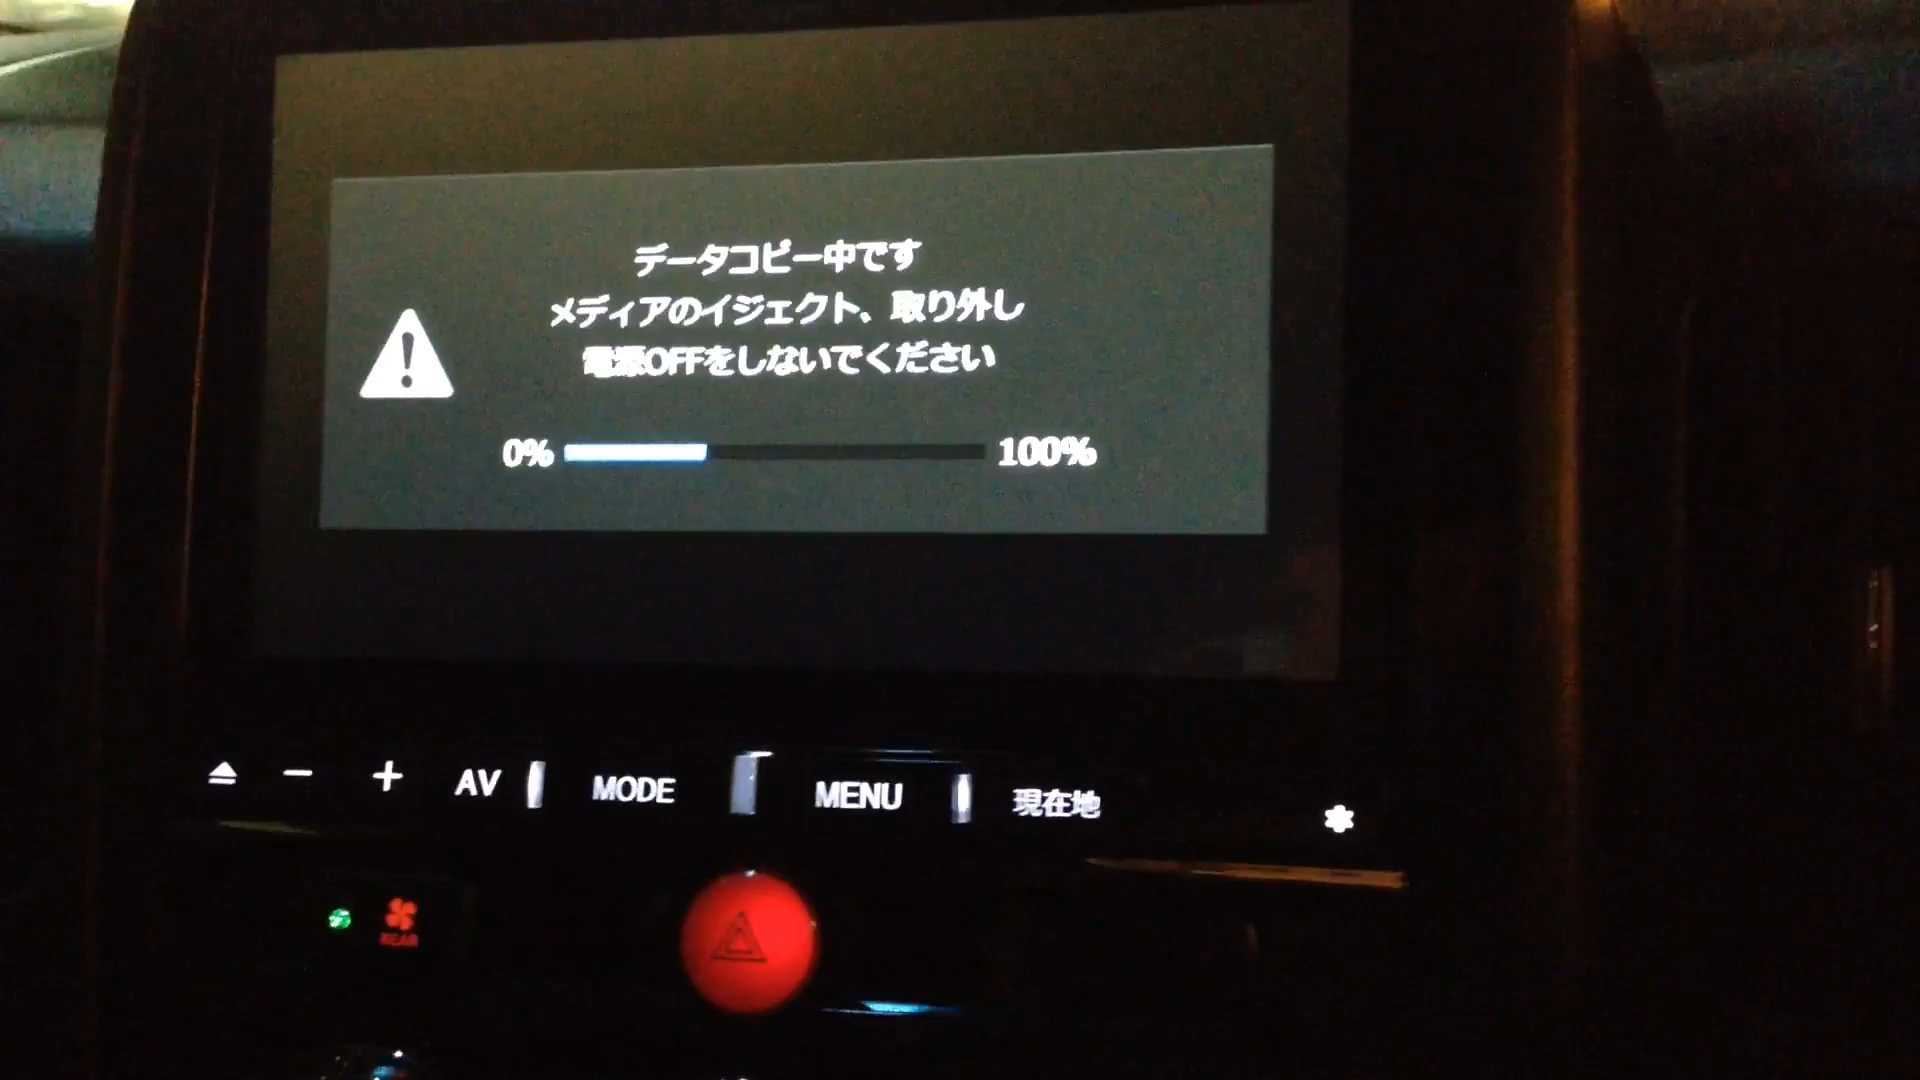 データコピー中です
メディアのイジェクト、取り外し
電源OFFをしないでください
0% 100%
− + AV MODE MENU 現在地
REAR